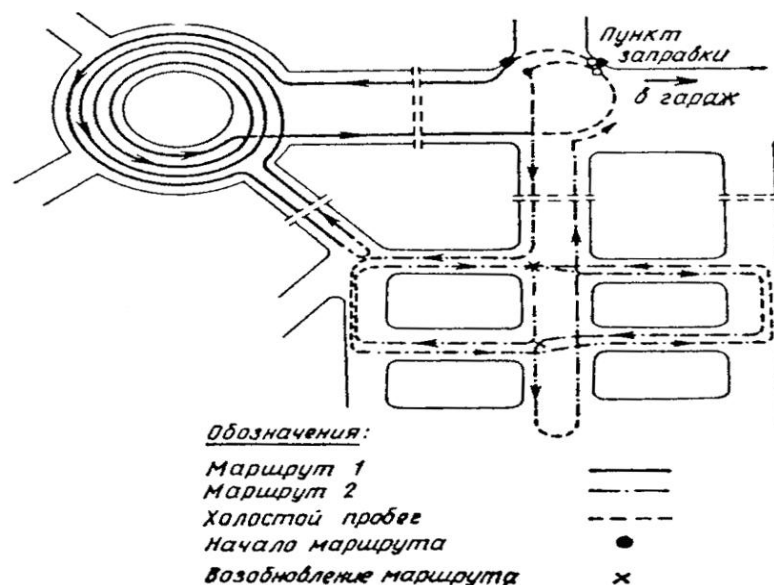 Пункт
заправки
в гараж
Обозначения:
Маршрут 1
Маршрут 2
Холостой пробег
Начало маршрута
Возобновление маршрута